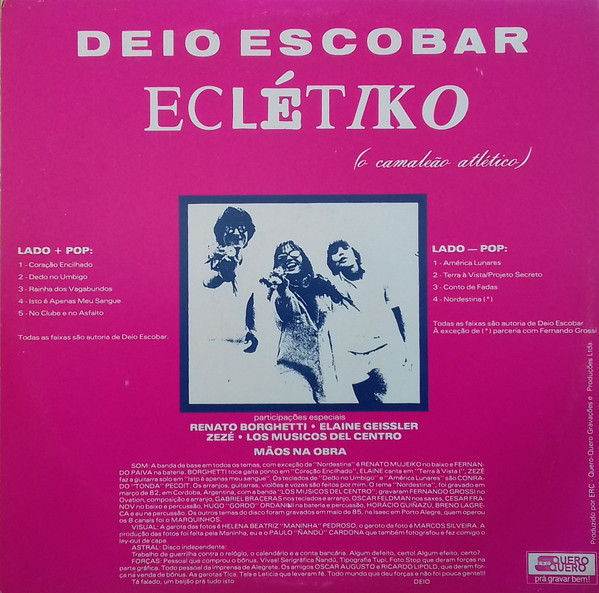 DEIO ESCOBAR
ECLÉTIKO
(o camaleão atlético)
LADO + POP:
1 - Coração Encilhado
2 - Dedo no Umbigo
3 - Rainha dos Vagabundos
4 - Isto é Apenas Meu Sangue
5 - No Clube e no Asfalto
Todas as faixas são autoria de Deio Escobar.
LADO — POP:
1 - América Lunares
2 - Terra à Vista/Projeto Secreto
3 - Conto de Fadas
4 - Nordestina (*)
Todas as faixas são autoria de Deio Escobar
À exceção de (*) parceria com Fernando Grossi
participações especiais
RENATO BORGHETTI • ELAINE GEISSLER
ZEZÉ • LOS MUSICOS DEL CENTRO
MÃOS NA OBRA
SOM: A banda de base em todos os temas, com exceção de "Nordestina" é RENATO MUJEIKO no baixo e FERNAN-
DO PAIVA na bateria. BORGHETTI toca gaita ponto em "Coração Encilhado", ELAINE canta em "Terra à Vista I", ZEZÉ
faz a guitarra solo em "Isto é apenas meu sangue". Os teclados de "Dedo no Umbigo" e "América Lunares" são CONRA-
DO "TONDA" PECOIT. Os arranjos, guitarras, violões e vozes são feitos por mim. O tema "Nordestina", foi gravado em
março de 82, em Cordoba, Argentina, com a banda "LOS MUSICOS DEL CENTRO"; gravaram FERNANDO GROSSI no
Ovation, composição e arranjo, GABRIEL BRACERAS nos teclados e arranjo, OSCAR FELDMAN nos saxes, CESAR FRA-
NOV no baixo e percussão, HUGO "GORDO" ORDANINI na bateria e percussão, HORÁCIO GUÑAZU, BRENO LAGRE-
CA e eu na percussão. Os outros temas do disco foram gravados em maio de 85, na Isaec em Porto Alegre, quem operou
os 8 canais foi o MARQUINHOS.
VISUAL: A garota das fotos é HELENA BEATRIZ "MANINHA" PEDROSO, o garoto da foto é MARCOS SILVEIRA. A
produção das fotos foi feita pela Maninha, eu e o PAULO "ÑANDÚ" CARDONA que também fotografou e faz comigo o
lay-out de capa.
ASTRAL: Disco independente:
Trabalho de guerrilha contra o relógio, o calendário e a conta bancária. Algum defeito, certo! Algum efeito, certo?
FORÇAS: Pessoal que comprou o bônus, Vivas! Serigráfica Ñandú, Tipografia Tupi, Foto Stop que deram forças na
parte gráfica. Todo pessoal da imprensa de Alegrete. Os amigos OSCAR AUGUSTO e RICARDO LIPOLD, que deram for-
ça na venda de bônus. As garotas Tica, Tals e Letícia que levaram fé. Todo mundo que deu forças e não foi pouca gente!!!
Tá falado, um beijão prá tudo isto
DEIO
Produzido por ERIC Quero-Quero Gravações e Produções Ltda.
QUERO
QUERO
prá gravar bem!